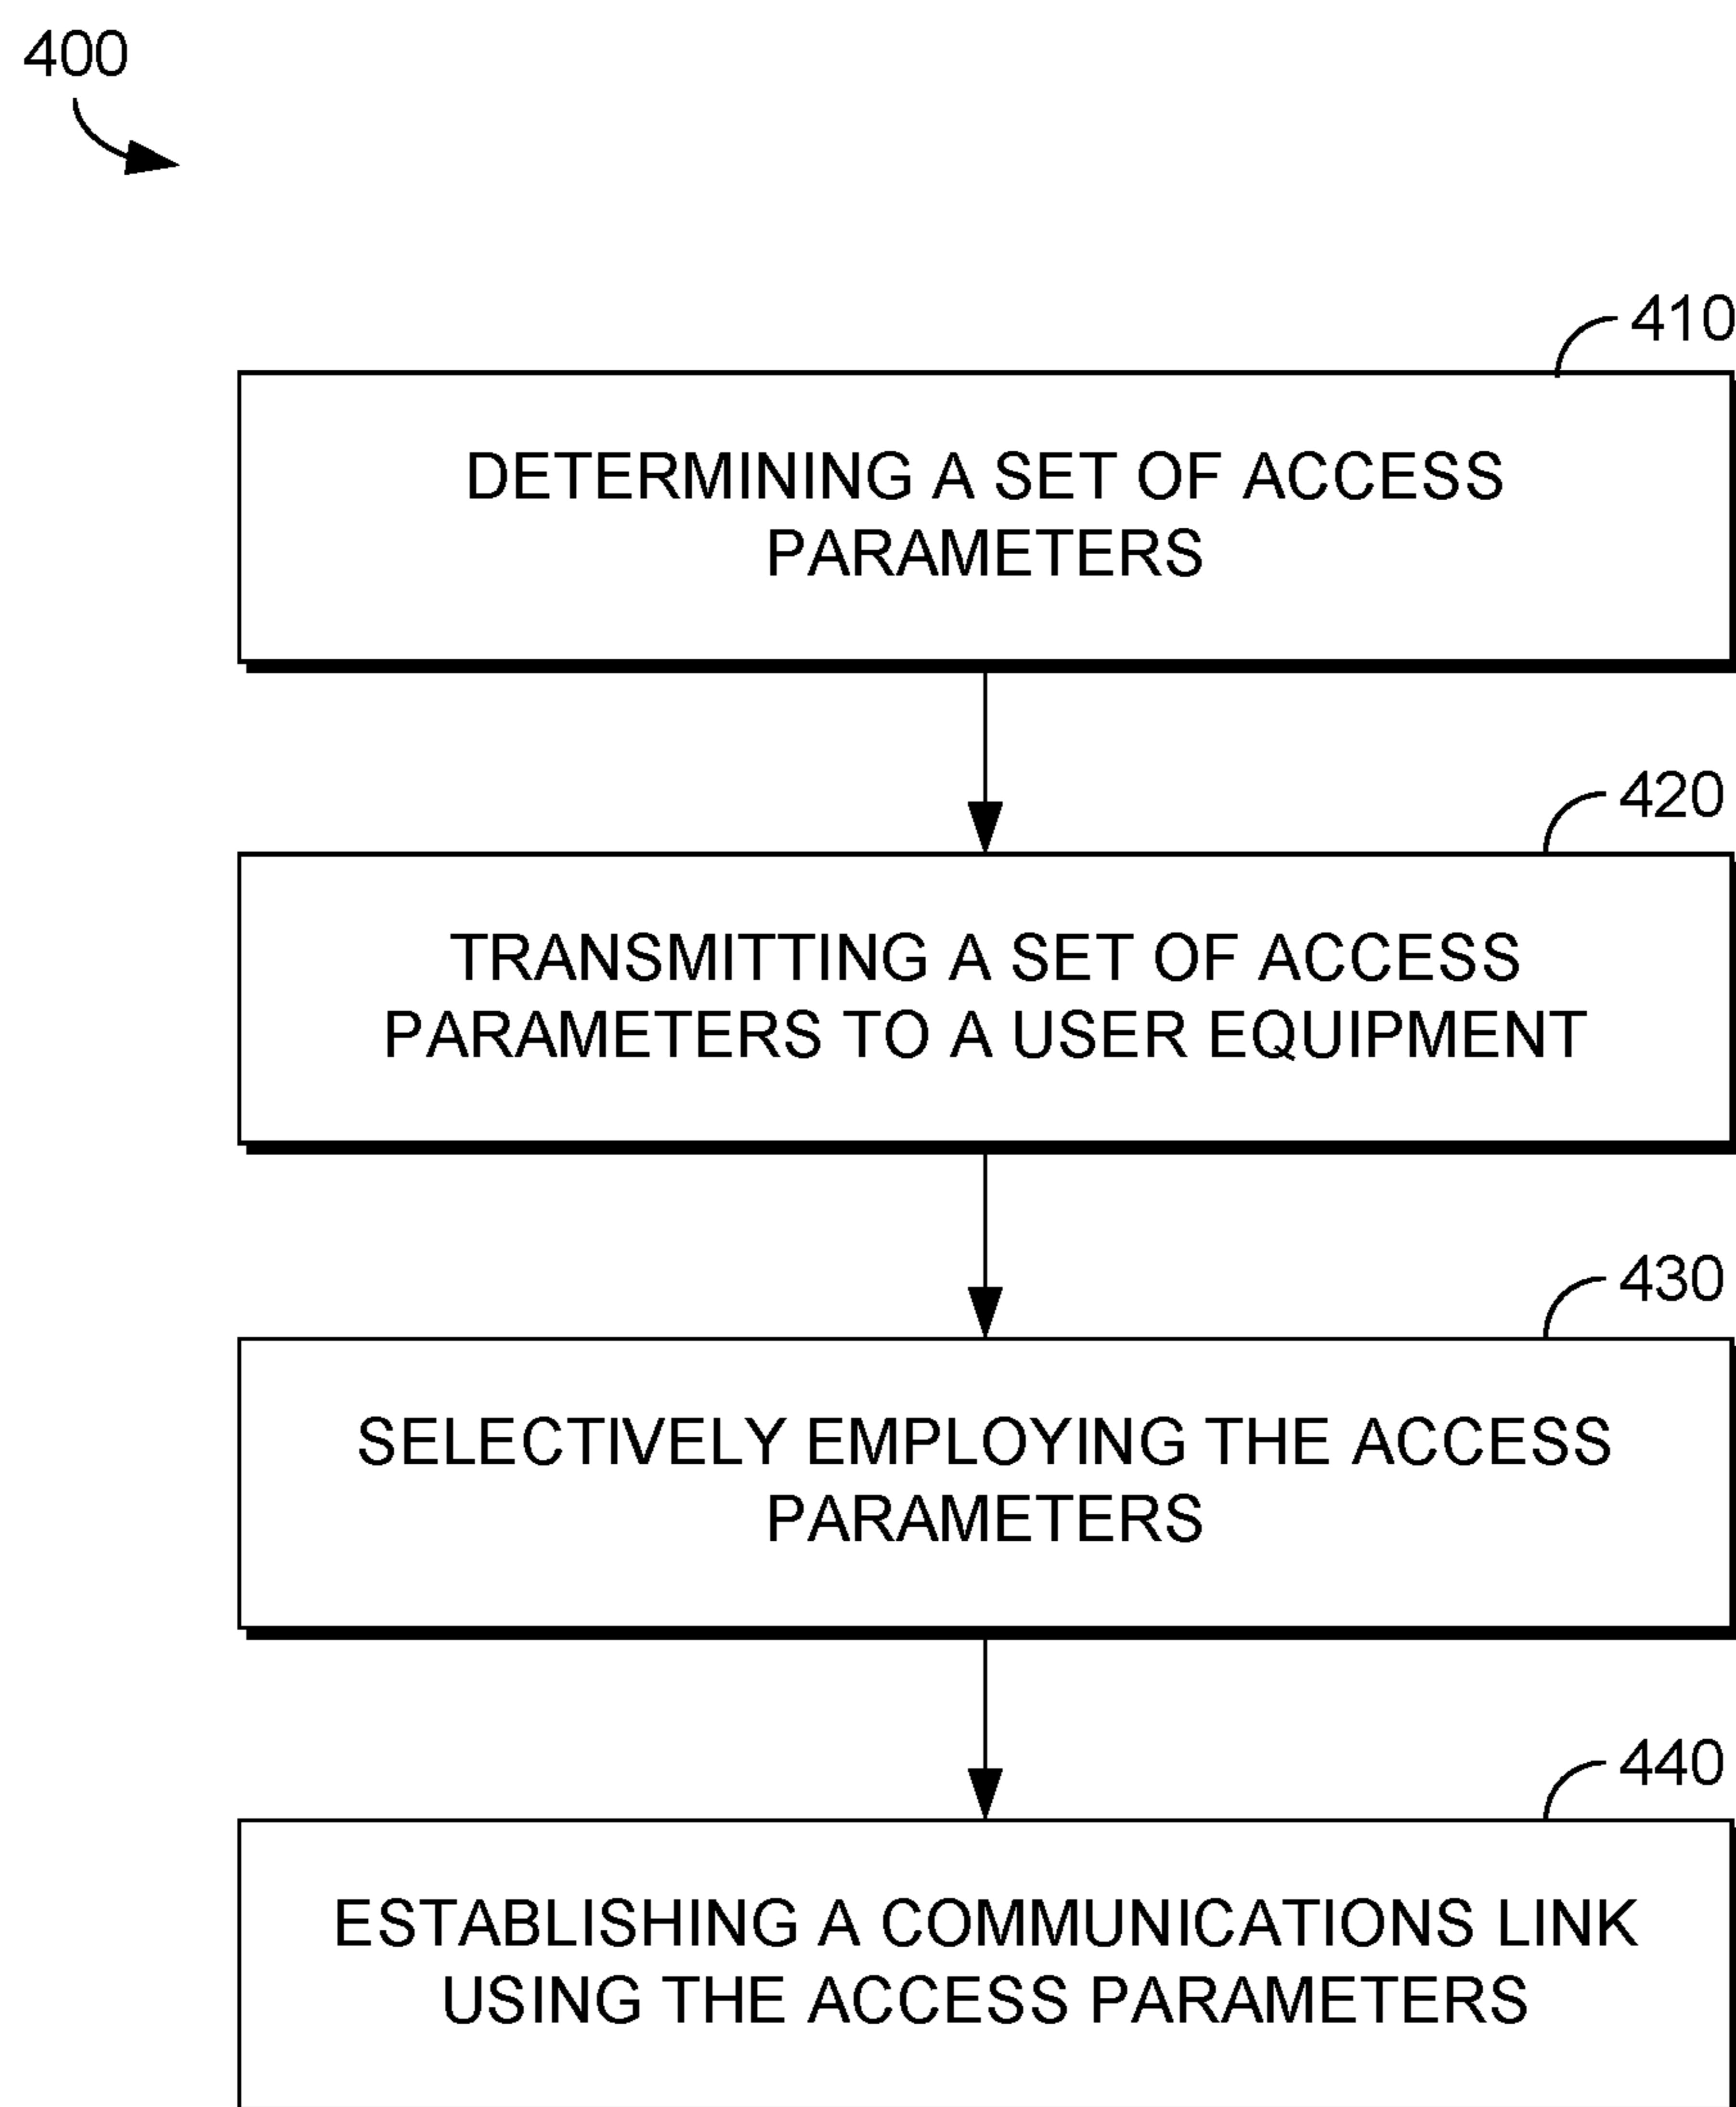 400
410
DETERMINING A SET OF ACCESS
PARAMETERS
420
TRANSMITTING A SET OF ACCESS
PARAMETERS TO A USER EQUIPMENT
430
SELECTIVELY EMPLOYING THE ACCESS
PARAMETERS
440
ESTABLISHING A COMMUNICATIONS LINK
USING THE ACCESS PARAMETERS